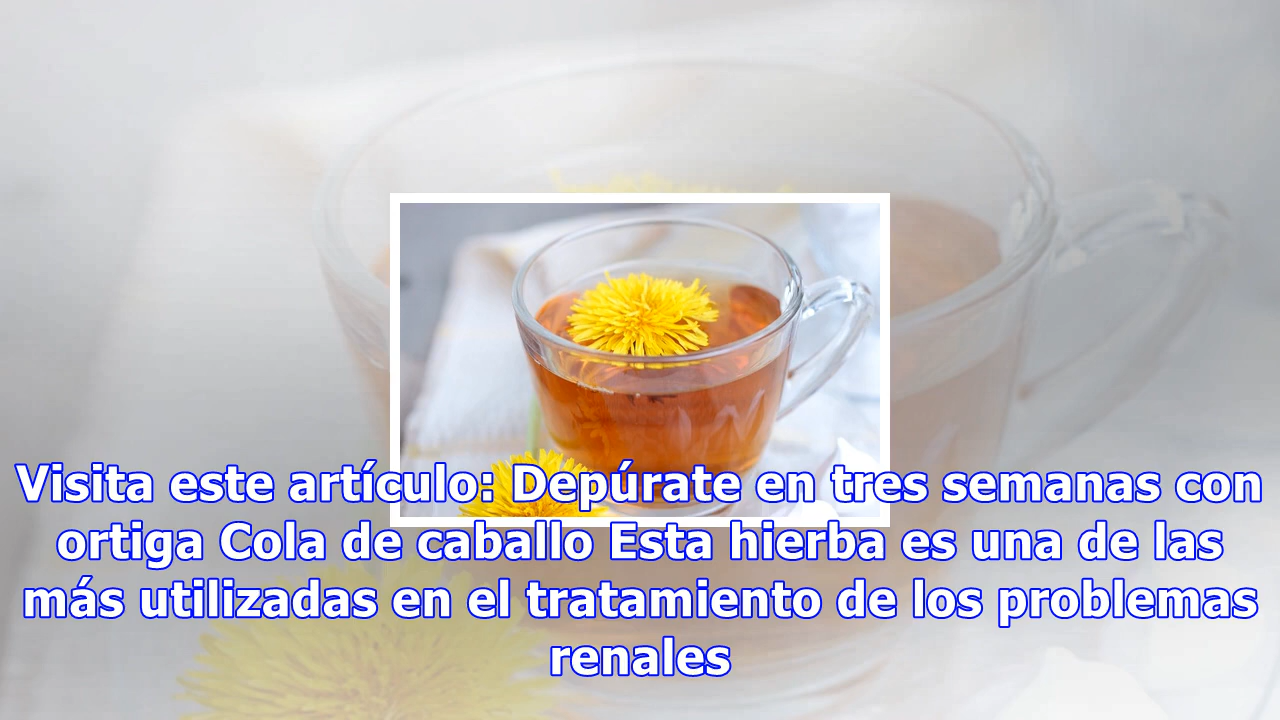 Visita este artículo: Depúrate en tres semanas con
ortiga Cola de caballo Esta hierba es una de las
más utilizadas en el tratamiento de los problemas
renales